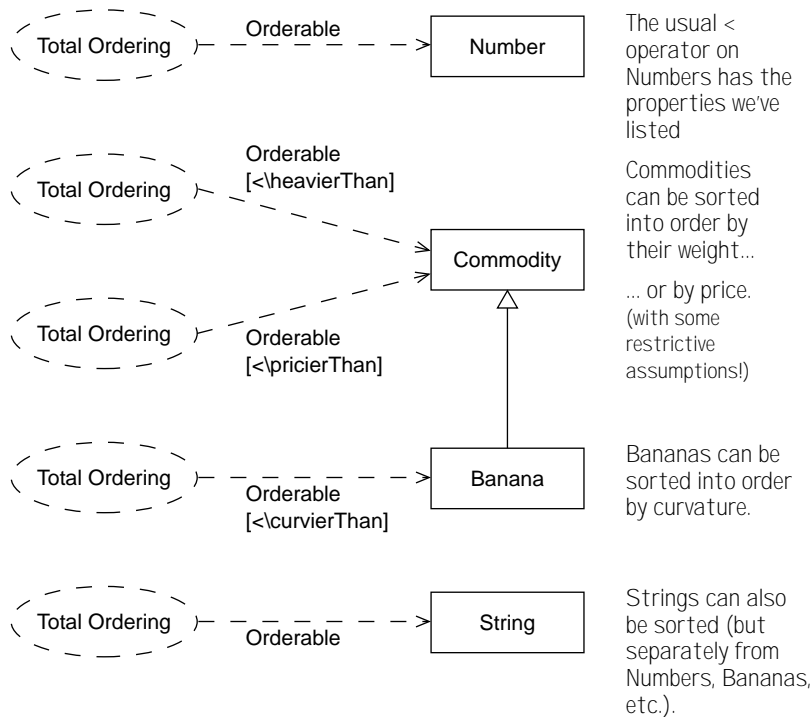 Total Ordering
Orderable
Number
The usual <
operator on
Numbers has the
properties we've
listed
Total Ordering
Orderable
[<\heavierThan]
Commodity
Commodities
can be sorted
into order by
their weight...
Total Ordering
Orderable
[<\pricierThan]
... or by price.
(with some
restrictive
assumptions!)
Total Ordering
Orderable
[<\curvierThan]
Banana
Bananas can be
sorted into order
by curvature.
Total Ordering
Orderable
String
Strings can also
be sorted (but
separately from
Numbers, Bananas,
etc.).